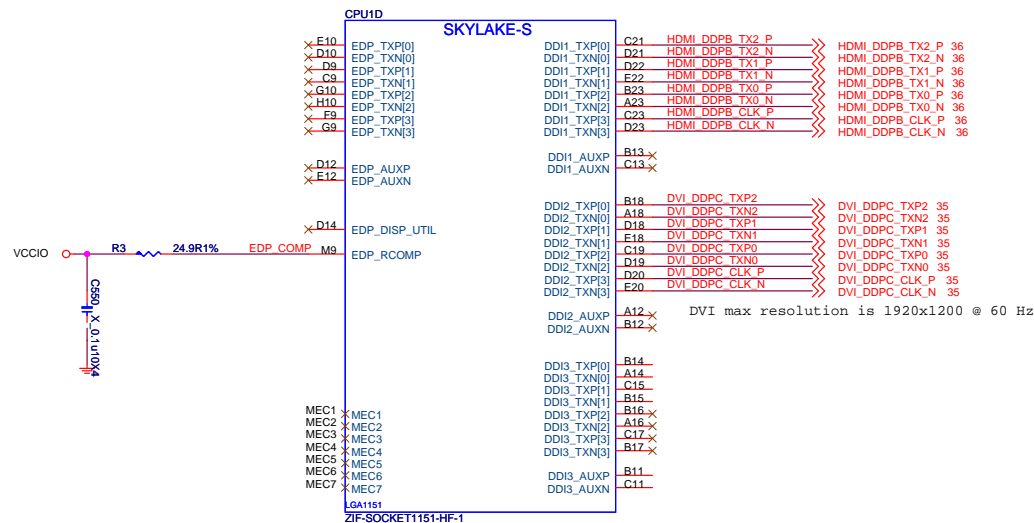 CPU1D
SKYLAKE-S
E10 EDP_TXP[0] DDI1_TXP[0] C21 HDMI_DDPB_TX2_P HDMI_DDPB_TX2_P 36
D10 EDP_TXN[0] DDI1_TXN[0] D21 HDMI_DDPB_TX2_N HDMI_DDPB_TX2_N 36
D9 EDP_TXP[1] DDI1_TXP[1] D22 HDMI_DDPB_TX1_P HDMI_DDPB_TX1_P 36
C9 EDP_TXN[1] DDI1_TXN[1] E22 HDMI_DDPB_TX1_N HDMI_DDPB_TX1_N 36
G10 EDP_TXP[2] DDI1_TXP[2] B23 HDMI_DDPB_TX0_P HDMI_DDPB_TX0_P 36
H10 EDP_TXN[2] DDI1_TXN[2] A23 HDMI_DDPB_TX0_N HDMI_DDPB_TX0_N 36
F9 EDP_TXP[3] DDI1_TXP[3] C23 HDMI_DDPB_CLK_P HDMI_DDPB_CLK_P 36
G9 EDP_TXN[3] DDI1_TXN[3] D23 HDMI_DDPB_CLK_N HDMI_DDPB_CLK_N 36
DDI1_AUXP B13
D12 EDP_AUXP DDI1_AUXN C13
E12 EDP_AUXN
DDI2_TXP[0] B18 DVI_DDPC_TXP2 DVI_DDPC_TXP2 35
DDI2_TXN[0] A18 DVI_DDPC_TXN2 DVI_DDPC_TXN2 35
D14 EDP_DISP_UTIL DDI2_TXP[1] D18 DVI_DDPC_TXP1 DVI_DDPC_TXP1 35
DDI2_TXN[1] E18 DVI_DDPC_TXN1 DVI_DDPC_TXN1 35
VCCIO R3 24.9R1% EDP_COMP M9 EDP_RCOMP DDI2_TXP[2] C19 DVI_DDPC_TXP0 DVI_DDPC_TXP0 35
DDI2_TXN[2] D19 DVI_DDPC_TXN0 DVI_DDPC_TXN0 35
DDI2_TXP[3] D20 DVI_DDPC_CLK_P DVI_DDPC_CLK_P 35
DDI2_TXN[3] E20 DVI_DDPC_CLK_N DVI_DDPC_CLK_N 35
C560 X_0.1u10X4
DDI2_AUXP A12 DVI max resolution is 1920x1200 @ 60 Hz
DDI2_AUXN B12
DDI3_TXP[0] B14
DDI3_TXN[0] A14
DDI3_TXP[1] C15
DDI3_TXN[1] B15
MEC1 MEC1 DDI3_TXP[2] B16
MEC2 MEC2 DDI3_TXN[2] A16
MEC3 MEC3 DDI3_TXP[3] C17
MEC4 MEC4 DDI3_TXN[3] B17
MEC5 MEC5
MEC6 MEC6 DDI3_AUXP B11
MEC7 MEC7 DDI3_AUXN C11
LGA1151
ZIF-SOCKET1151-HF-1